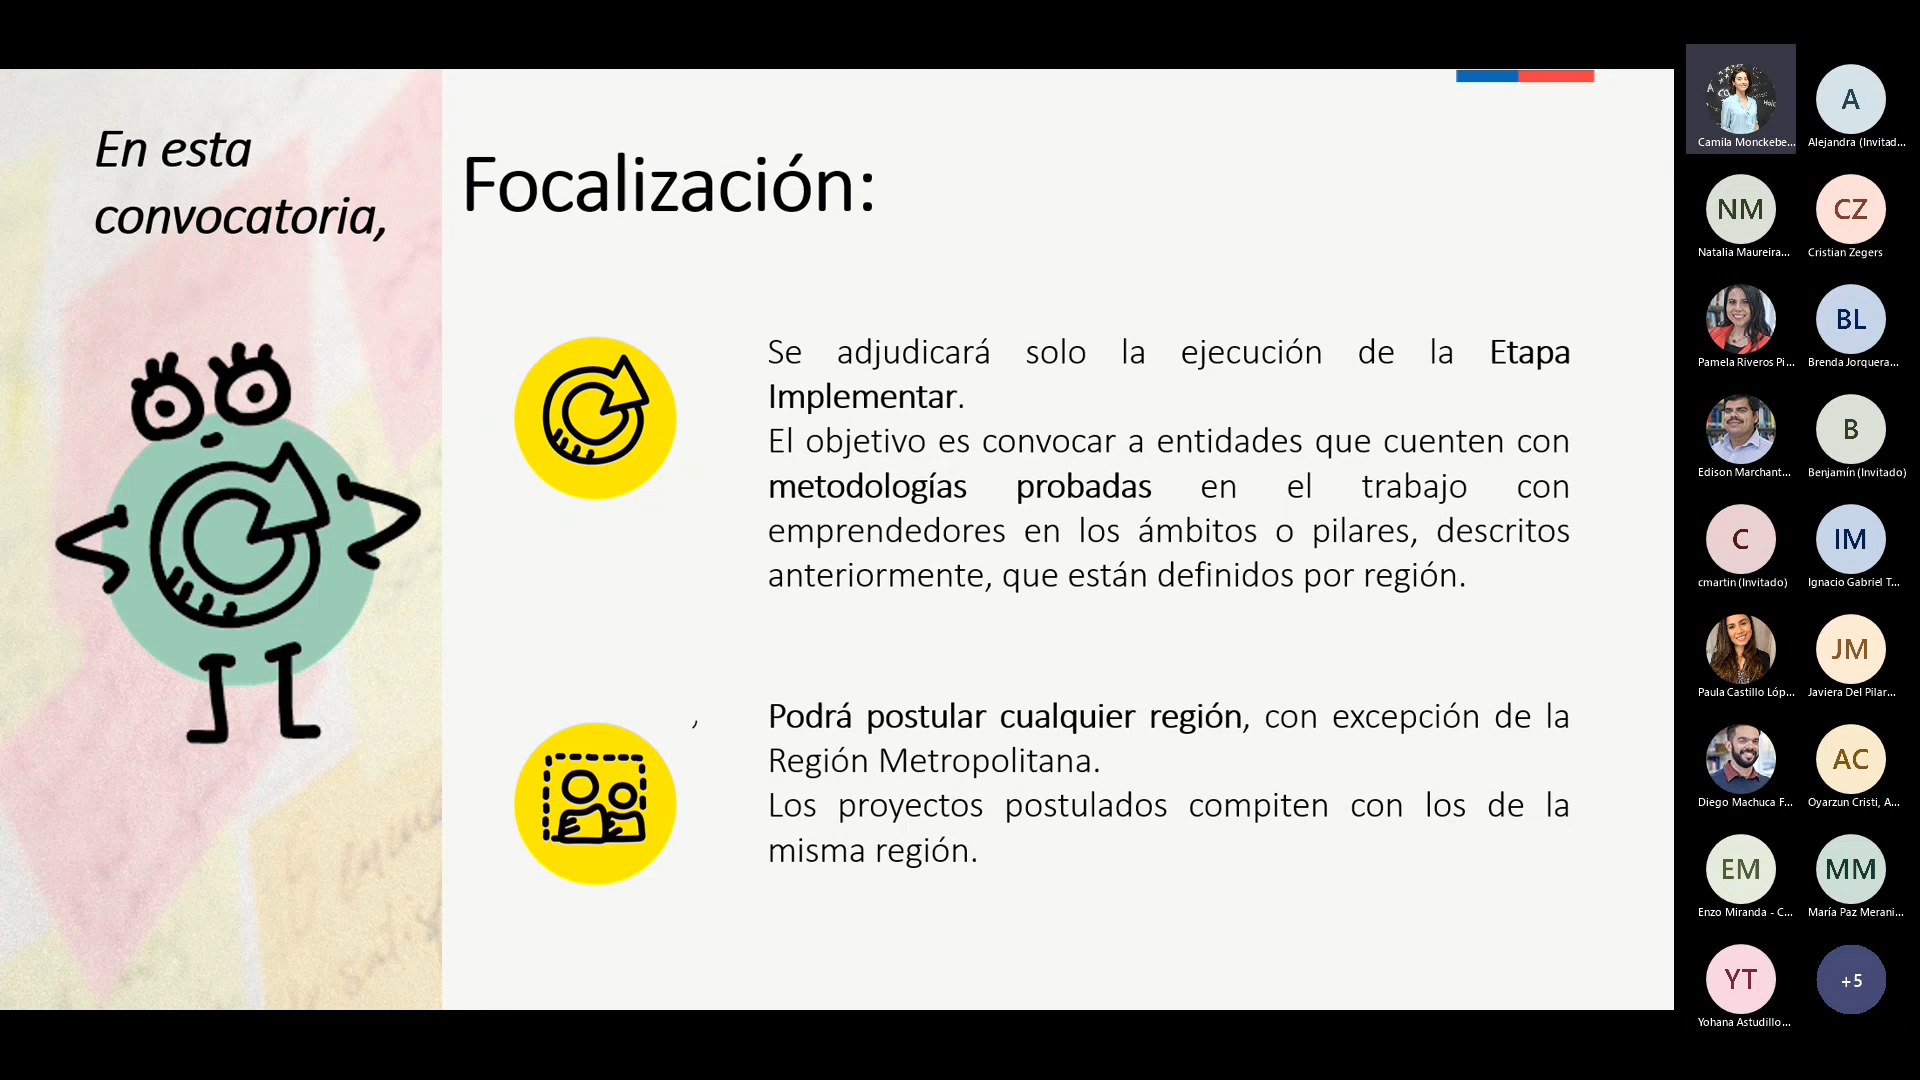 En esta
convocatoria,
Focalización:
Se adjudicará solo la ejecución de la Etapa
Implementar.
El objetivo es convocar a entidades que cuenten con
metodologías probadas en el trabajo con
emprendedores en los ámbitos o pilares, descritos
anteriormente, que están definidos por región.
,
Podrá postular cualquier región, con excepción de la
Región Metropolitana.
Los proyectos postulados compiten con los de la
misma región.
Camila Monckebe...
A
Alejandra (Invitad...
NM
Natalia Maureira...
CZ
Cristian Zegers
Pamela Riveros Pi...
BL
Brenda Jorquera...
Edison Marchant...
B
Benjamín (Invitado)
C
cmartin (Invitado)
IM
Ignacio Gabriel T...
Paula Castillo Lóp...
JM
Javiera Del Pilar...
Diego Machuca F...
AC
Oyarzun Cristi, A...
EM
Enzo Miranda - C...
MM
María Paz Merani...
YT
Yohana Astudillo...
+5